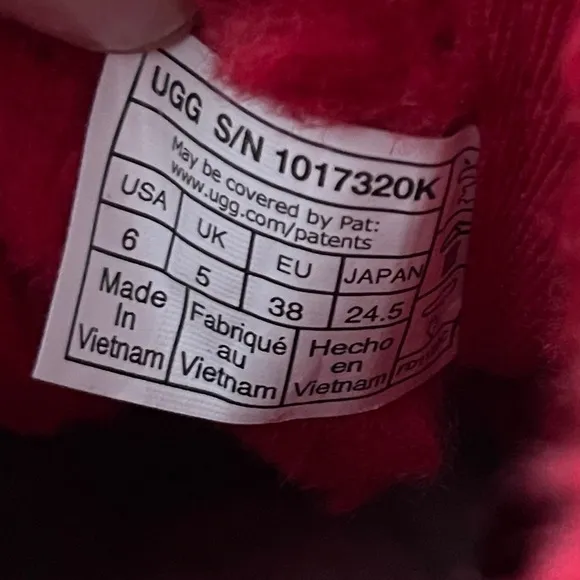 UGG S/N 1017320K
May be covered by Pat:
www.ugg.com/patents
USA UK EU JAPAN
6 5 38 24.5
Made In Vietnam
Fabriqué au Vietnam
Hecho en Vietnam